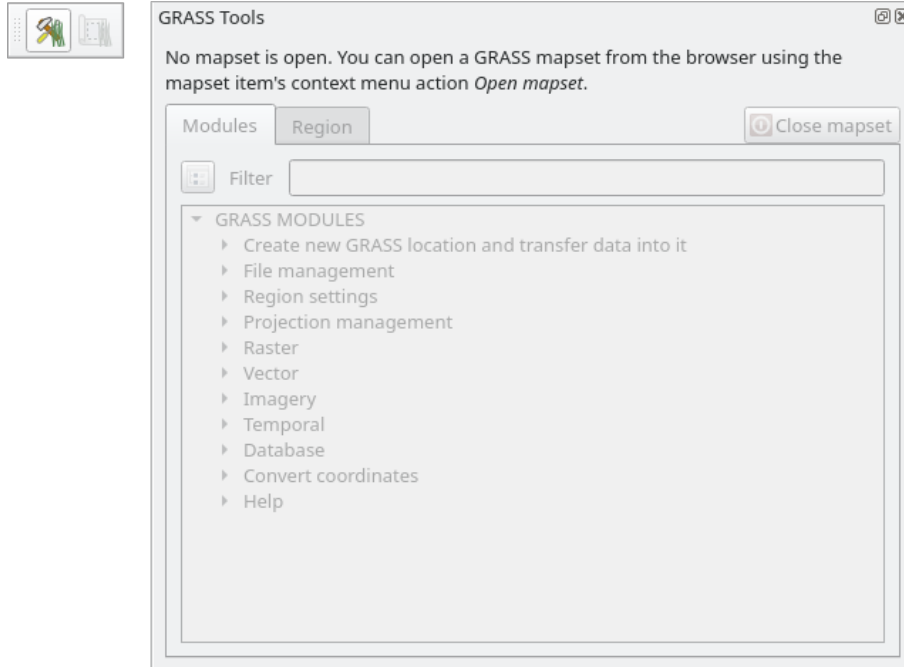 GRASS Tools
No mapset is open. You can open a GRASS mapset from the browser using the
mapset item's context menu action Open mapset.
Modules
Region
Close mapset
Filter
GRASS MODULES
Create new GRASS location and transfer data into it
File management
Region settings
Projection management
Raster
Vector
Imagery
Temporal
Database
Convert coordinates
Help